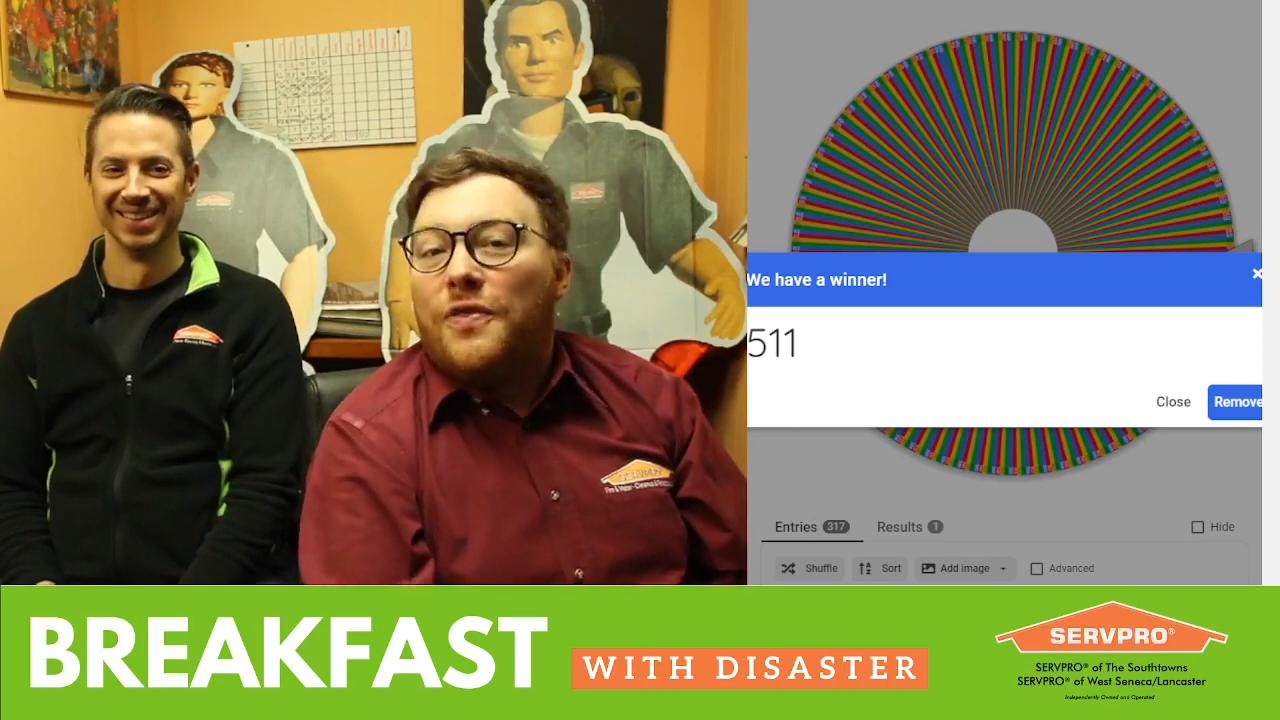 We have a winner!
511
Close
Remove
Entries 317
Results 1
Hide
Shuffle
Sort
Add image
Advanced
SERVPRO
BREAKFAST
WITH DISASTER
SERVPRO®
SERVPRO® of The Southtowns
SERVPRO® of West Seneca/Lancaster
Independently Owned and Operated